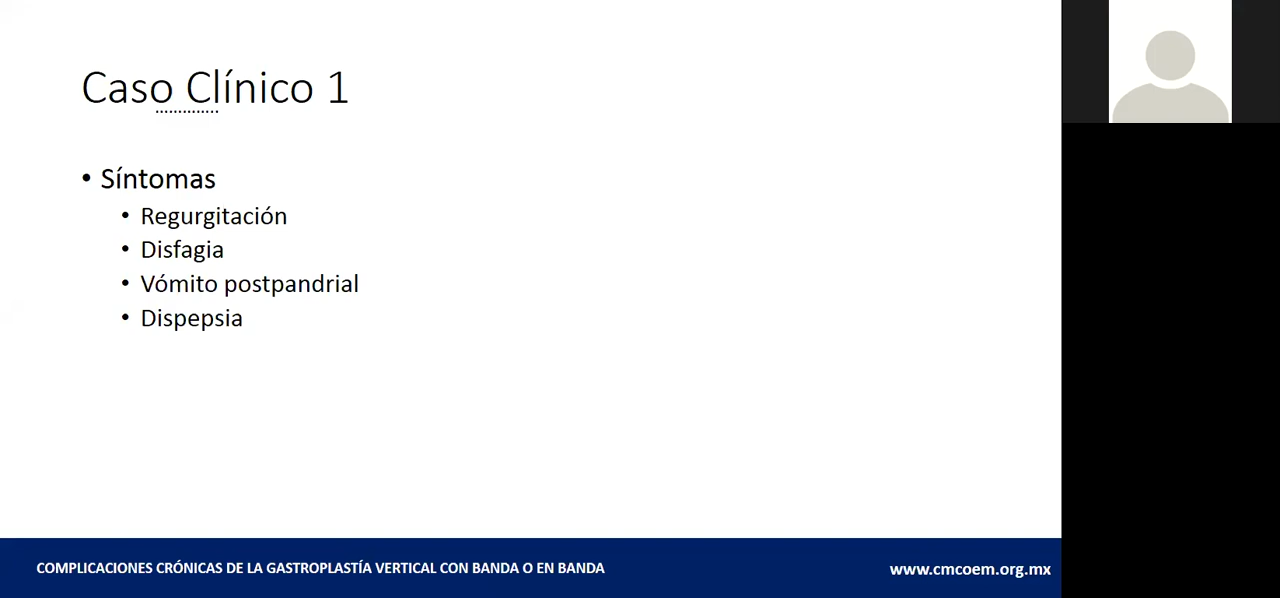 Caso Clínico 1
• Síntomas
• Regurgitación
• Disfagia
• Vómito postpandrial
• Dispepsia
COMPLICACIONES CRÓNICAS DE LA GASTROPLASTÍA VERTICAL CON BANDA O EN BANDA
www.cmcoem.org.mx